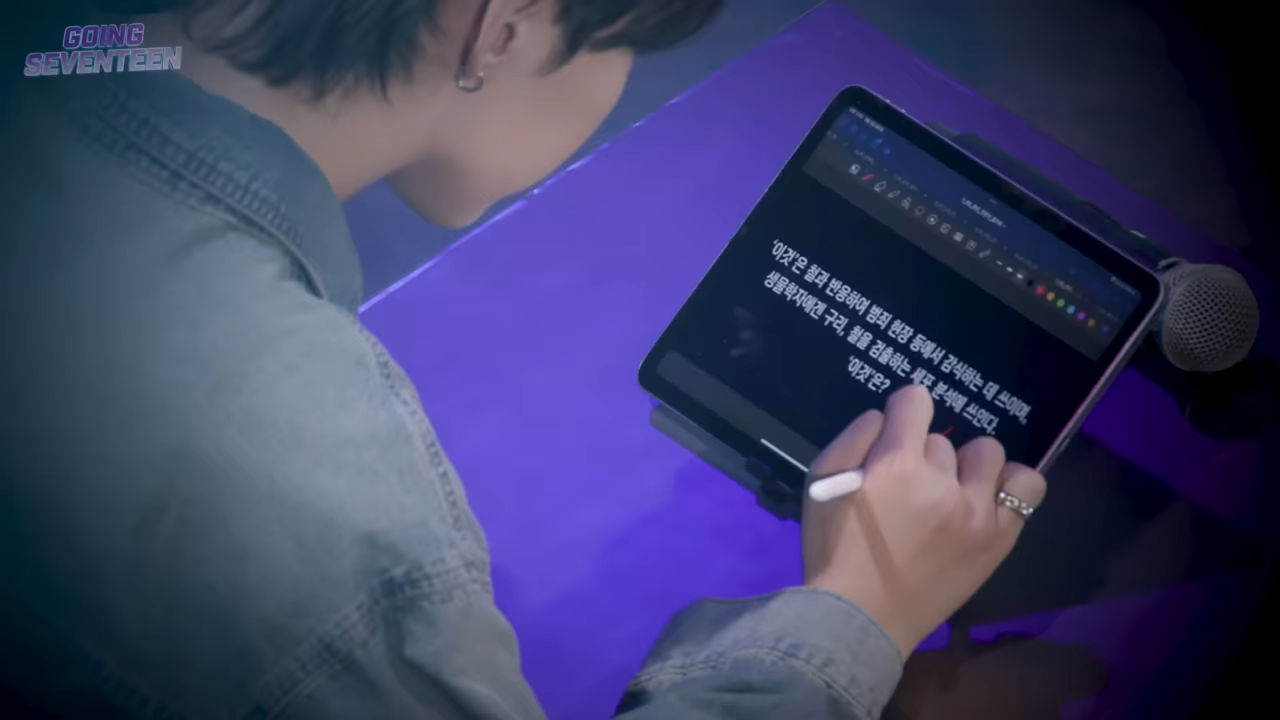 GOING
SEVENTEEN
'이것'은 철과 반응하여 범죄 현장 등에서 감식하는 데 쓰이며,
생물학자에겐 구리, 철을 검출하는 세포 분석에 쓰인다.
'이것'은?